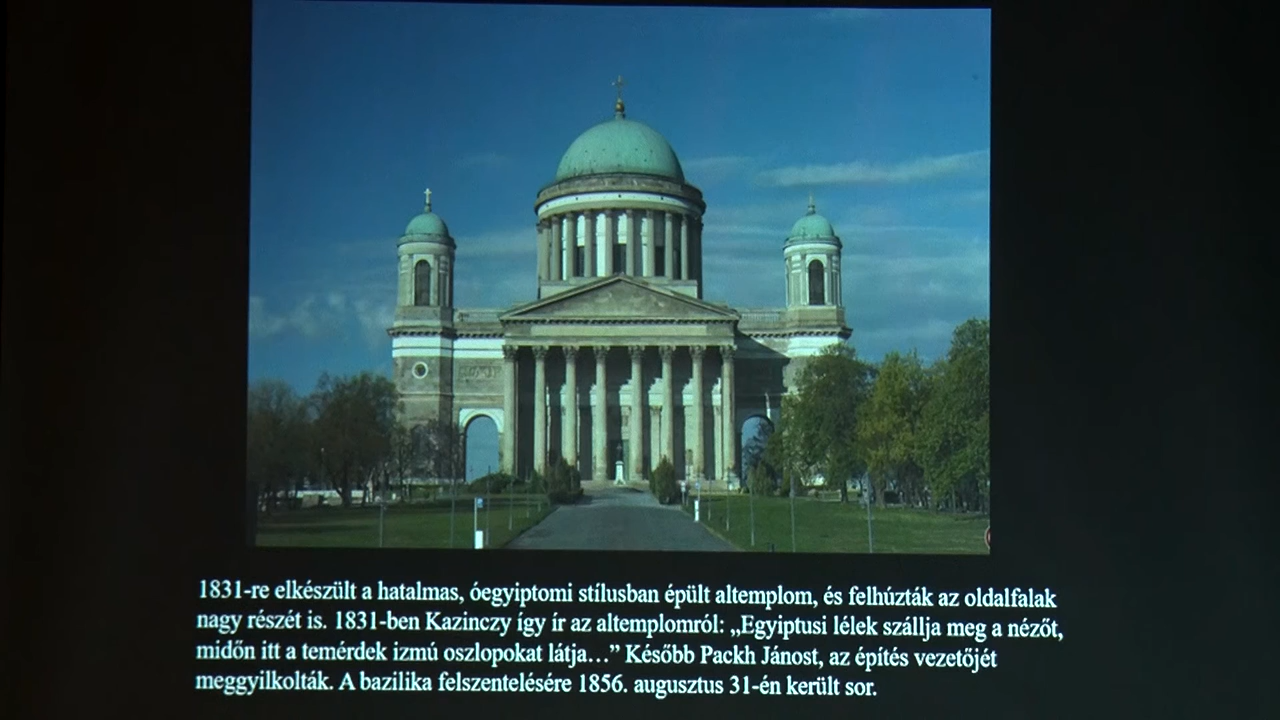 1831-re elkészült a hatalmas, óegyiptomi stílusban épült altemplom, és felhúzták az oldalfalak
nagy részét is. 1831-ben Kazinczy így ír az altemplomról: „Egyiptusi lélek szállja meg a nézőt,
midőn itt a temérdek izmú oszlopokat látja…” Később Packh Jánost, az építés vezetőjét
meggyilkolták. A bazilika felszentelésére 1856. augusztus 31-én került sor.